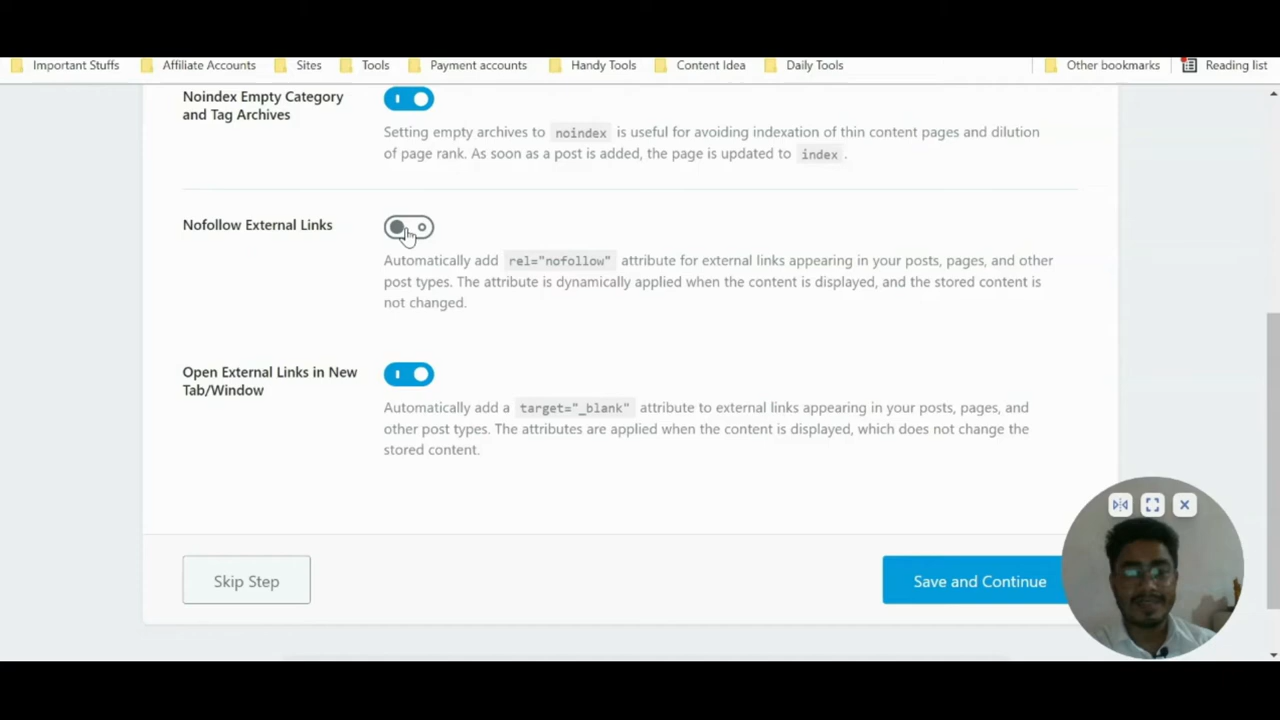 Important Stuffs Affiliate Accounts Sites Tools Payment accounts Handy Tools Content Idea Daily Tools Other bookmarks Reading list
Noindex Empty Category
and Tag Archives
Setting empty archives to noindex is useful for avoiding indexation of thin content pages and dilution
of page rank. As soon as a post is added, the page is updated to index .
Nofollow External Links
Automatically add rel="nofollow" attribute for external links appearing in your posts, pages, and other
post types. The attribute is dynamically applied when the content is displayed, and the stored content is
not changed.
Open External Links in New
Tab/Window
Automatically add a target="_blank" attribute to external links appearing in your posts, pages, and
other post types. The attributes are applied when the content is displayed, which does not change the
stored content.
Skip Step Save and Continue